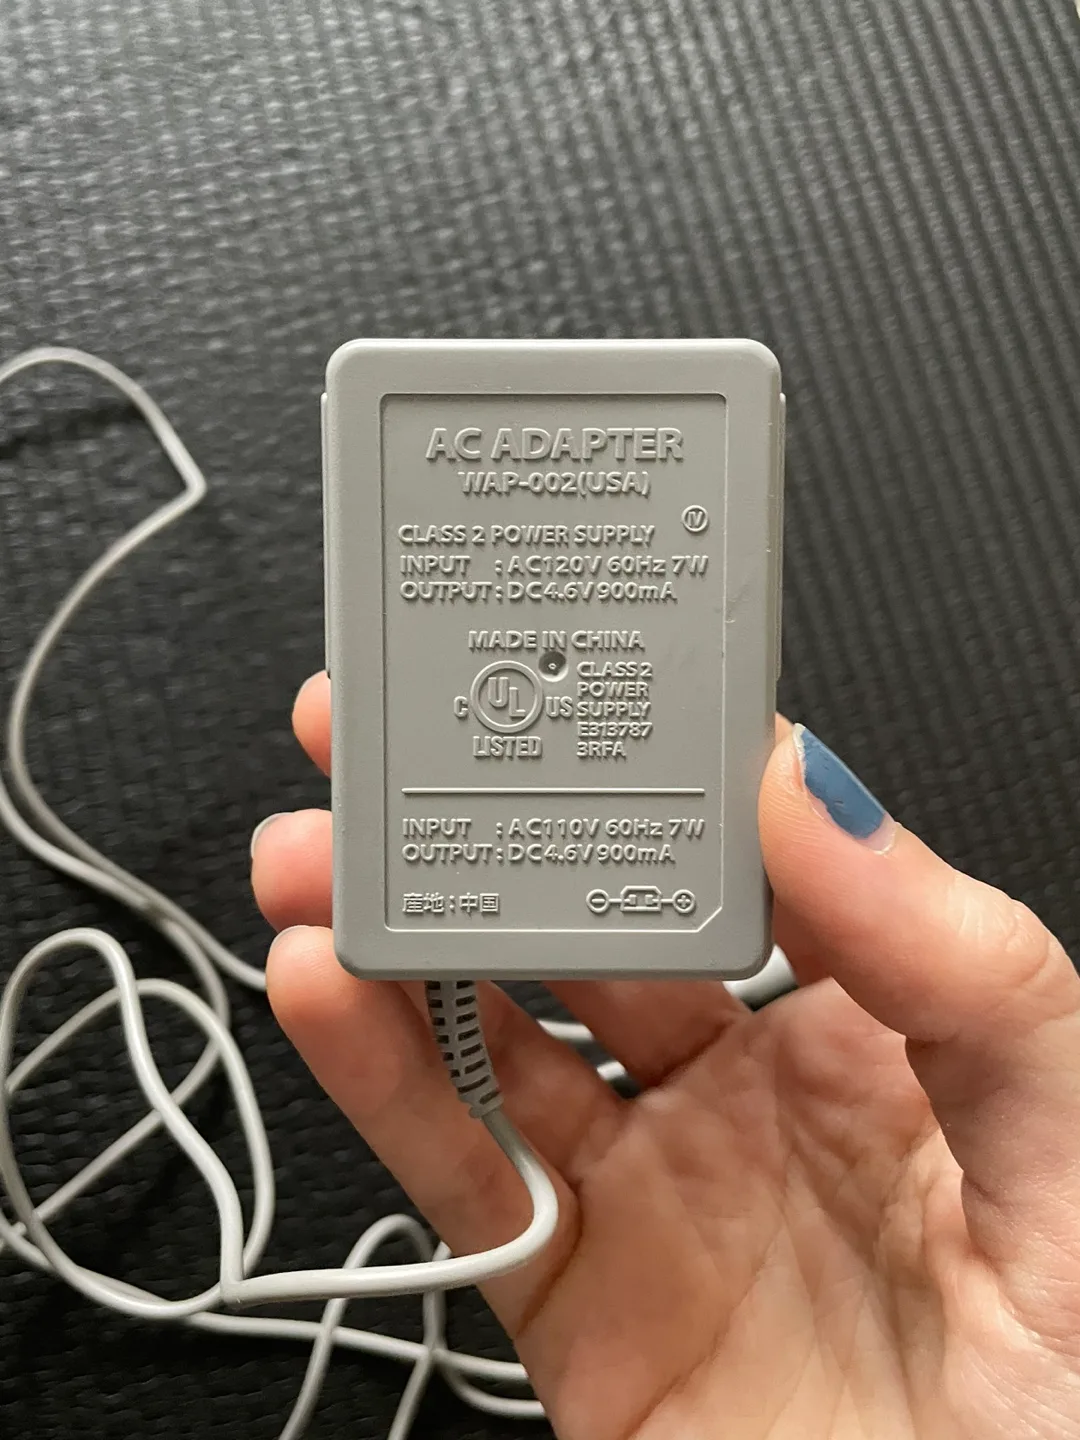 AC ADAPTER
WAP-002(USA)
IV
CLASS 2 POWER SUPPLY
INPUT : AC120V 60Hz 7W
OUTPUT : DC4.6V 900mA
MADE IN CHINA
C UL US
LISTED
CLASS 2
POWER
SUPPLY
E313787
3RFA
INPUT : AC110V 60Hz 7W
OUTPUT : DC4.6V 900mA
産地 : 中国